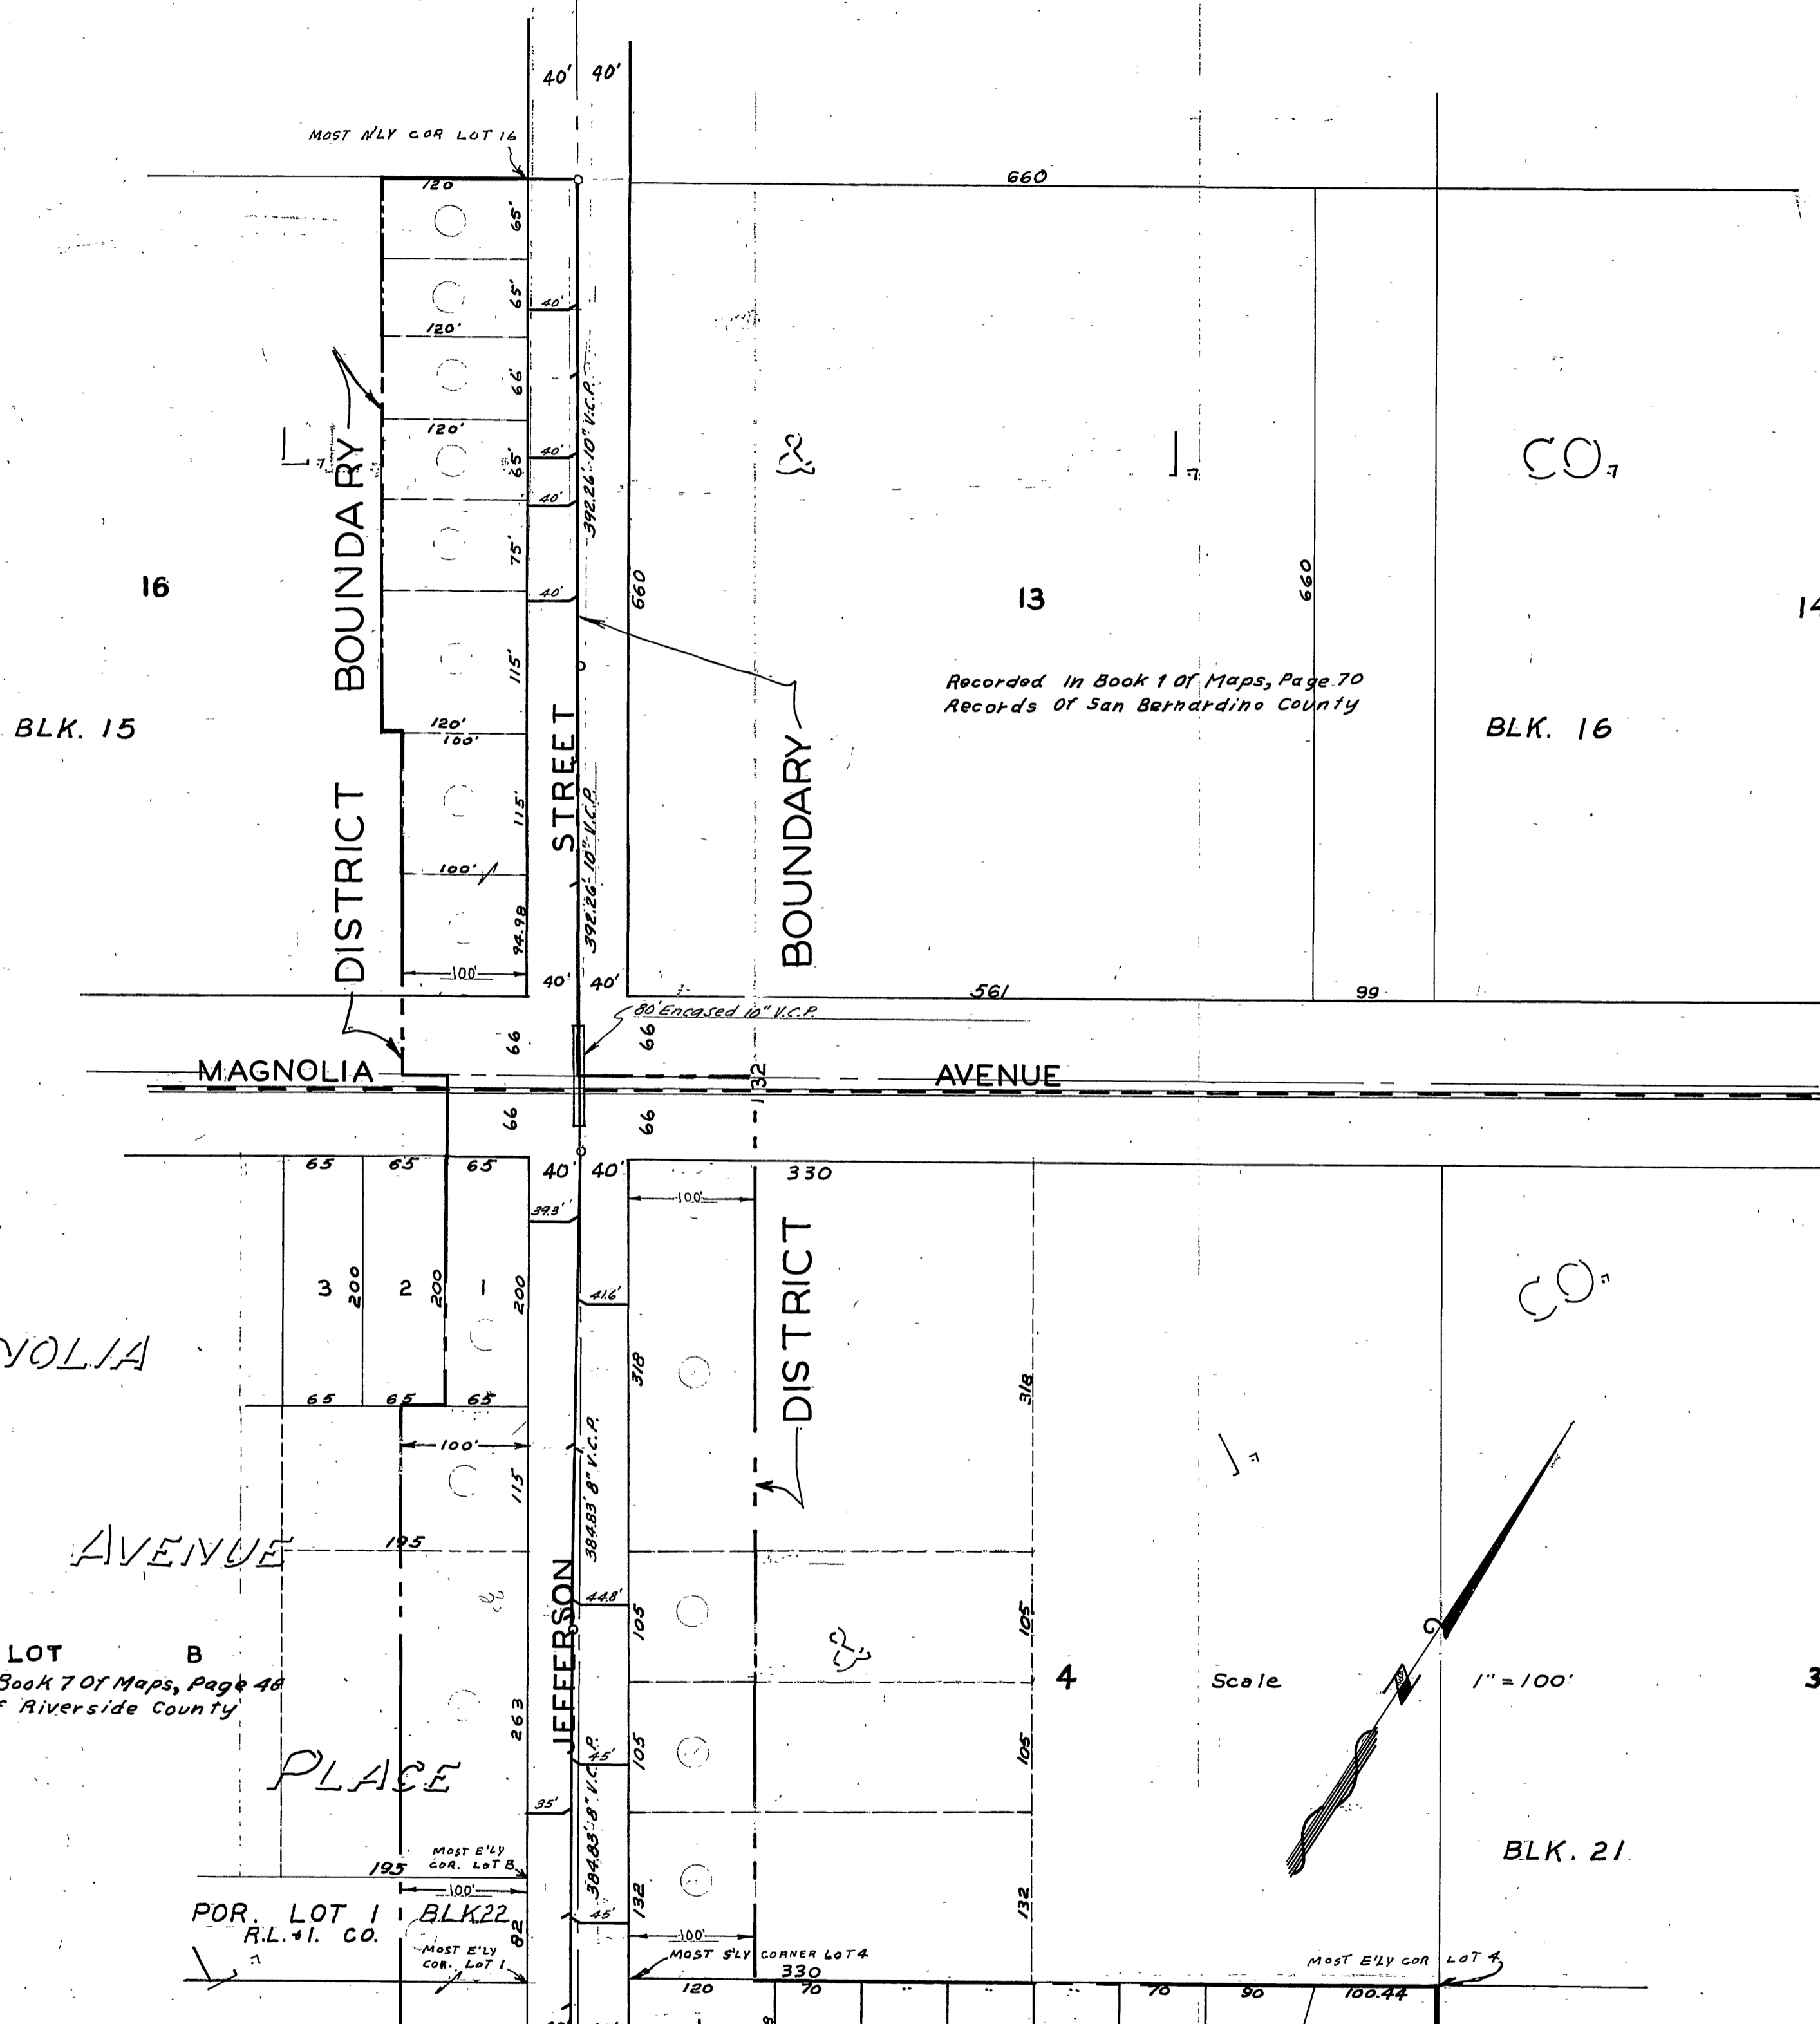 40' 40'
MOST N'LY COR LOT 16
120 660
65'
65' 40'
120'
66'
120'
L. 65' 40' 392.26'-10" V.C.P. & I. CO.
40'
75'
16 40' 660 13 660 14
115'
Recorded In Book 1 Of Maps, Page 70
Records Of San Bernardino County
BLK. 15 120' BLK. 16
100'
DISTRICT BOUNDARY
115' STREET 392.26'-10" V.C.P. BOUNDARY
100'
94.98
100' 40' 40' 561 99
80' Encased 10" V.C.P.
66 66
MAGNOLIA 132 AVENUE
66 66
65 65 65 40' 40' 330
100'
39.3'
3 200 2 200 1 200 41.6' DISTRICT CO.
NOLIA 318 318
65 65 65
100'
115 384.83' 8" V.C.P. I.
AVENUE 195
& JEFFERSON 44.8' 105 105
LOT B &
Book 7 Of Maps, Page 48
f Riverside County
263 4 Scale N 1" = 100' 3
PLACE 45' 105 105
35' 384.83' 8" V.C.P.
MOST E'LY
COR. LOT B
BLK. 21
195
100'
POR. LOT 1 BLK 22 82 45' 132 132
R.L. & I. CO.
L.
MOST E'LY
COR. LOT 1
100'
MOST S'LY CORNER LOT 4 MOST E'LY COR LOT 4
330
120 70 " " 70 90 100.44